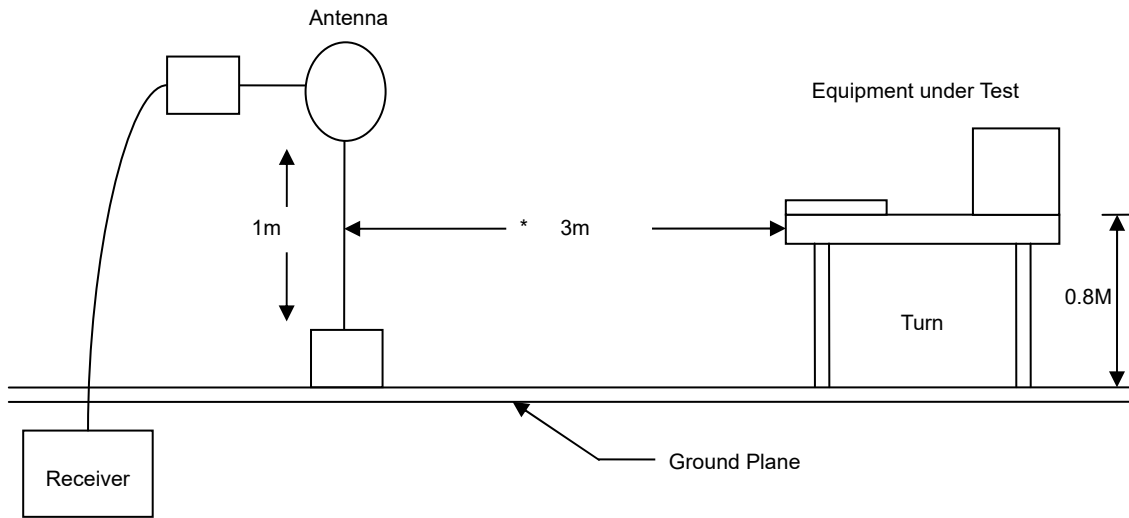 Antenna
Equipment under Test
1m
* 3m
0.8M
Turn
Ground Plane
Receiver